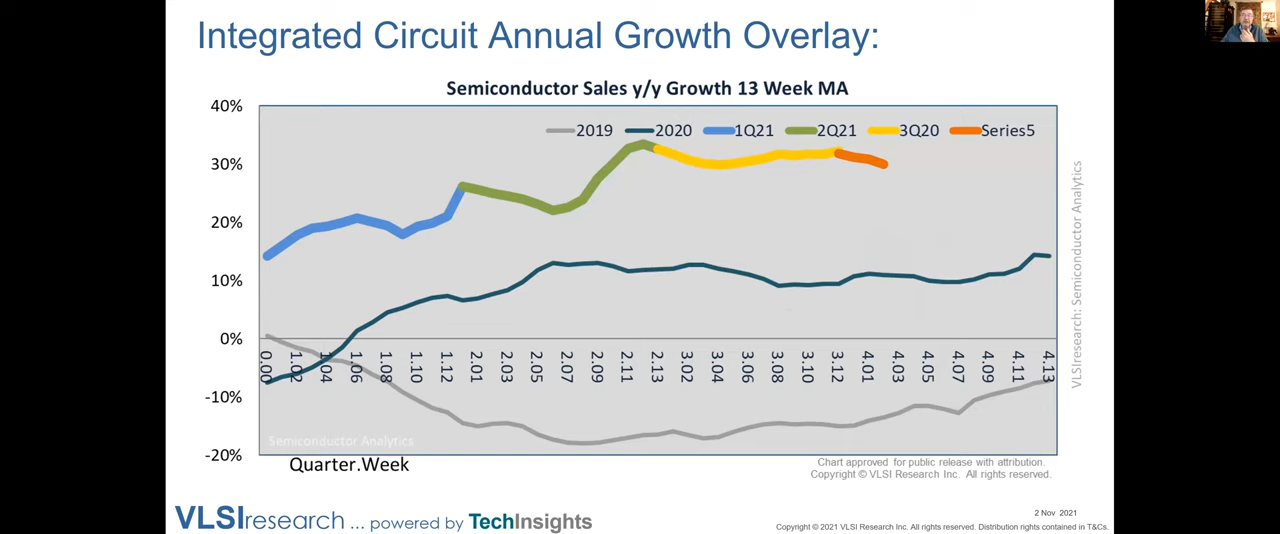 Integrated Circuit Annual Growth Overlay:
Semiconductor Sales y/y Growth 13 Week MA
40%
30%
20%
10%
0%
-10%
-20%
2019 2020 1Q21 2Q21 3Q20 Series5
0.00 1.02 1.04 1.06 1.08 1.10 1.12 2.01 2.03 2.05 2.07 2.09 2.11 2.13 3.02 3.04 3.06 3.08 3.10 3.12 4.01 4.03 4.05 4.07 4.09 4.11 4.13
Semiconductor Analytics
Quarter.Week
VLSIresearch: Semiconductor Analytics
Chart approved for public release with attribution.
Copyright © VLSI Research Inc. All rights reserved.
VLSIresearch ... powered by TechInsights
2 Nov 2021
Copyright © 2021 VLSI Research Inc. All rights reserved. Distribution rights contained in T&Cs.